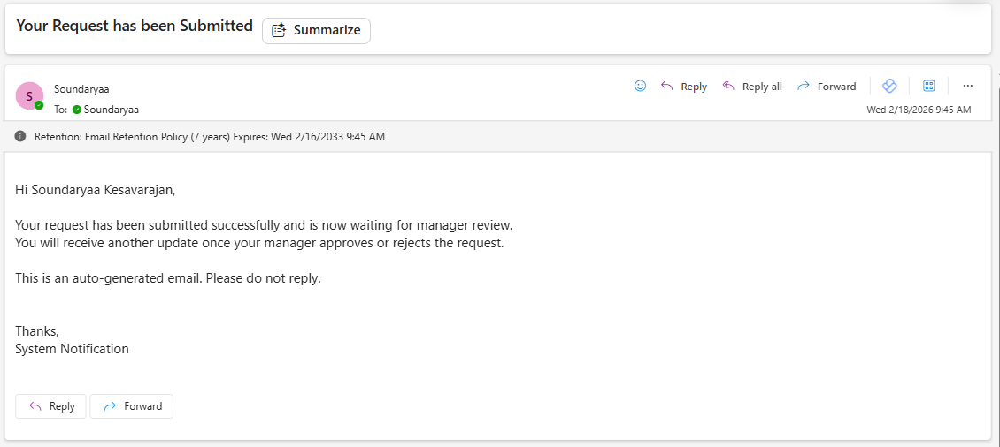 Your Request has been Submitted
Summarize
S
Soundaryaa
To: Soundaryaa
Reply
Reply all
Forward
Wed 2/18/2026 9:45 AM
Retention: Email Retention Policy (7 years) Expires: Wed 2/16/2033 9:45 AM
Hi Soundaryaa Kesavarajan,
Your request has been submitted successfully and is now waiting for manager review.
You will receive another update once your manager approves or rejects the request.
This is an auto-generated email. Please do not reply.
Thanks,
System Notification
Reply
Forward